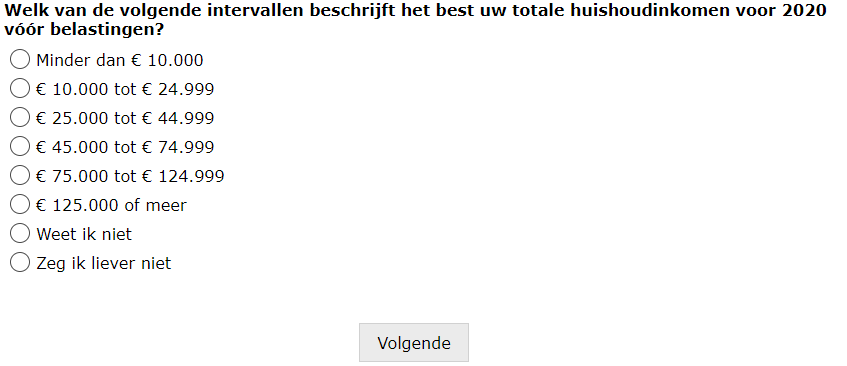 Welk van de volgende intervallen beschrijft het best uw totale huishoudinkomen voor 2020
vóór belastingen?
Minder dan € 10.000
€ 10.000 tot € 24.999
€ 25.000 tot € 44.999
€ 45.000 tot € 74.999
€ 75.000 tot € 124.999
€ 125.000 of meer
Weet ik niet
Zeg ik liever niet
Volgende